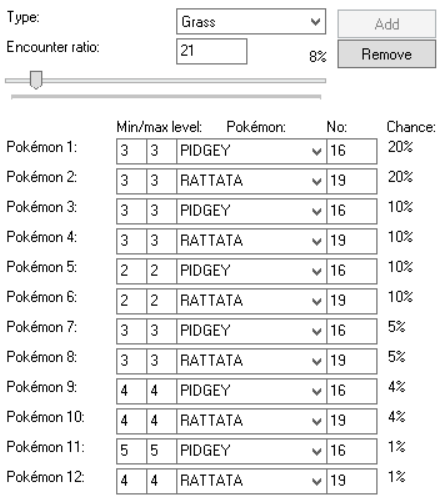 Type: Grass Add
Encounter ratio: 21 8% Remove
Min/max level: Pokémon: No: Chance:
Pokémon 1: 3 3 PIDGEY 16 20%
Pokémon 2: 3 3 RATTATA 19 20%
Pokémon 3: 3 3 PIDGEY 16 10%
Pokémon 4: 3 3 RATTATA 19 10%
Pokémon 5: 2 2 PIDGEY 16 10%
Pokémon 6: 2 2 RATTATA 19 10%
Pokémon 7: 3 3 PIDGEY 16 5%
Pokémon 8: 3 3 RATTATA 19 5%
Pokémon 9: 4 4 PIDGEY 16 4%
Pokémon 10: 4 4 RATTATA 19 4%
Pokémon 11: 5 5 PIDGEY 16 1%
Pokémon 12: 4 4 RATTATA 19 1%